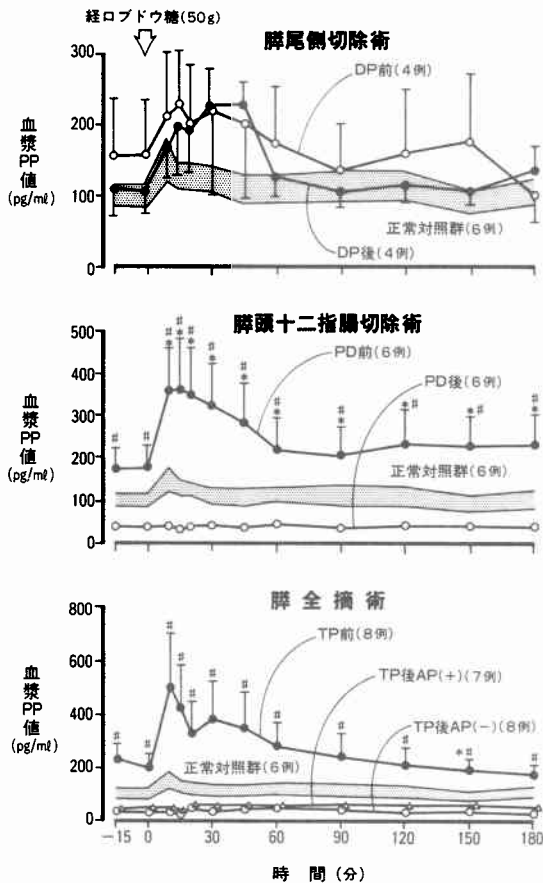 経口ブドウ糖(50g)
膵尾側切除術
300
200
100
0
血漿PP値
(pg/mℓ)
DP前(4例)
正常対照群(6例)
DP後(4例)
膵頭十二指腸切除術
500
400
300
200
100
0
血漿PP値
(pg/mℓ)
# # #* #* #* #* #* #* #* *# *# #*
PD前(6例)
PD後(6例)
正常対照群(6例)
膵全摘術
800
600
400
200
0
血漿PP値
(pg/mℓ)
# # # # # # # # # # *# #
TP前(8例)
TP後AP(+)(7例)
TP後AP(−)(8例)
正常対照群(6例)
−15 0 30 60 90 120 150 180
時間(分)